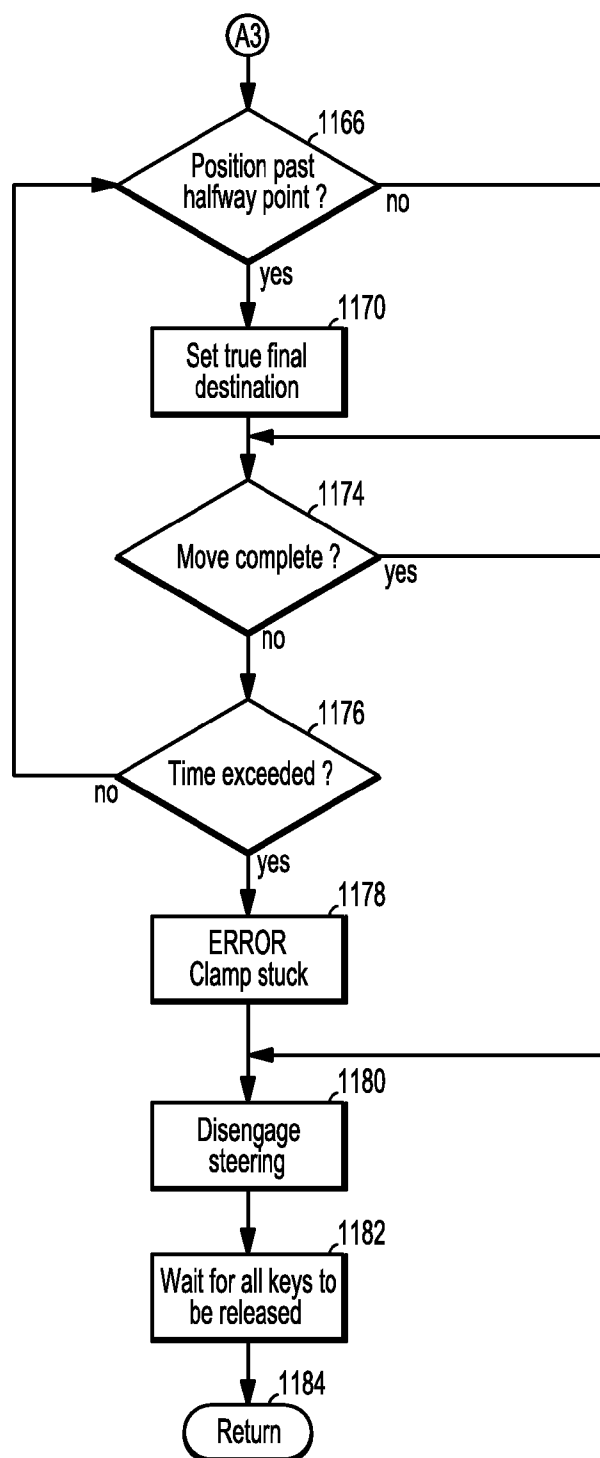 A3
1166
Position past
halfway point ?
no
yes
1170
Set true final
destination
1174
Move complete ?
yes
no
1176
Time exceeded ?
no
yes
1178
ERROR
Clamp stuck
1180
Disengage
steering
1182
Wait for all keys to
be released
1184
Return